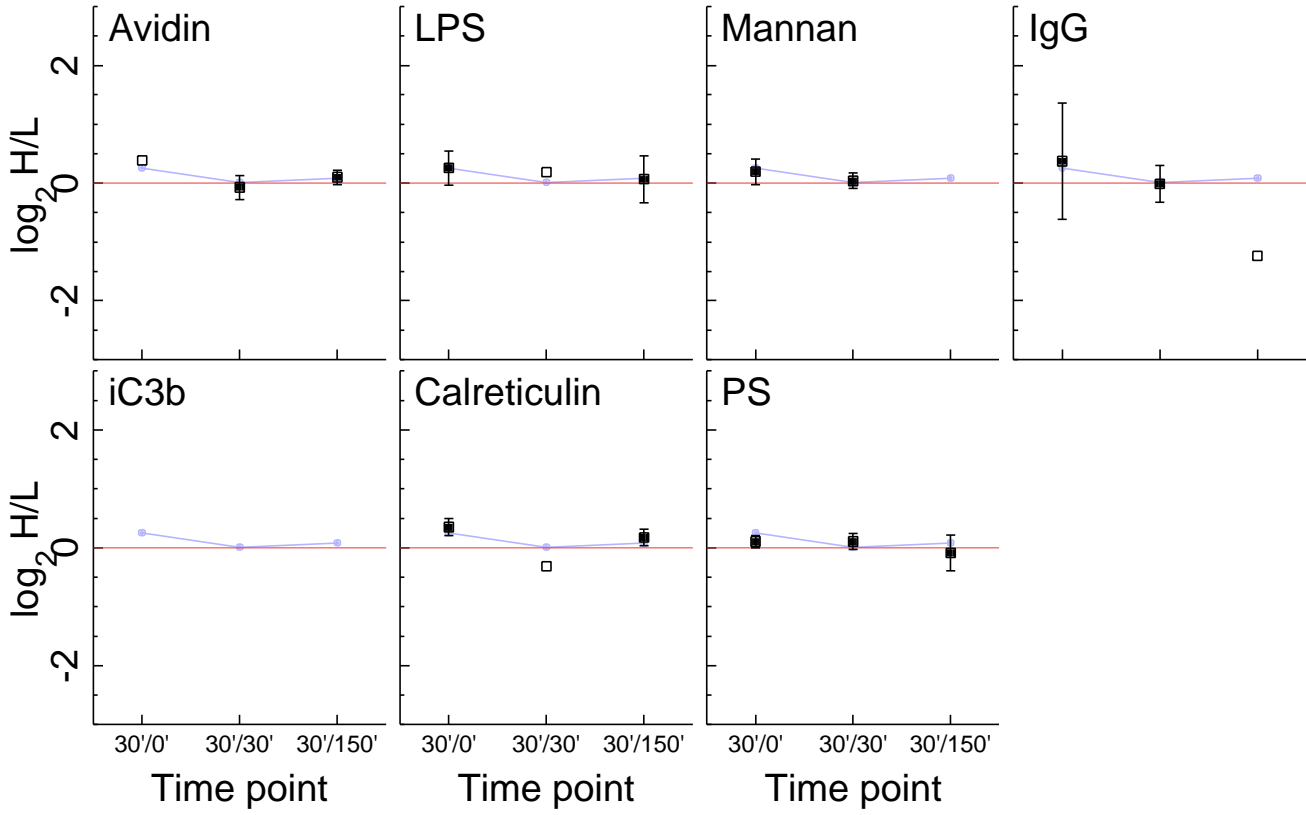 Avidin LPS Mannan IgG
log2 H/L
2
0
-2
iC3b Calreticulin PS
log2 H/L
2
0
-2
30'/0' 30'/30' 30'/150' 30'/0' 30'/30' 30'/150' 30'/0' 30'/30' 30'/150'
Time point Time point Time point